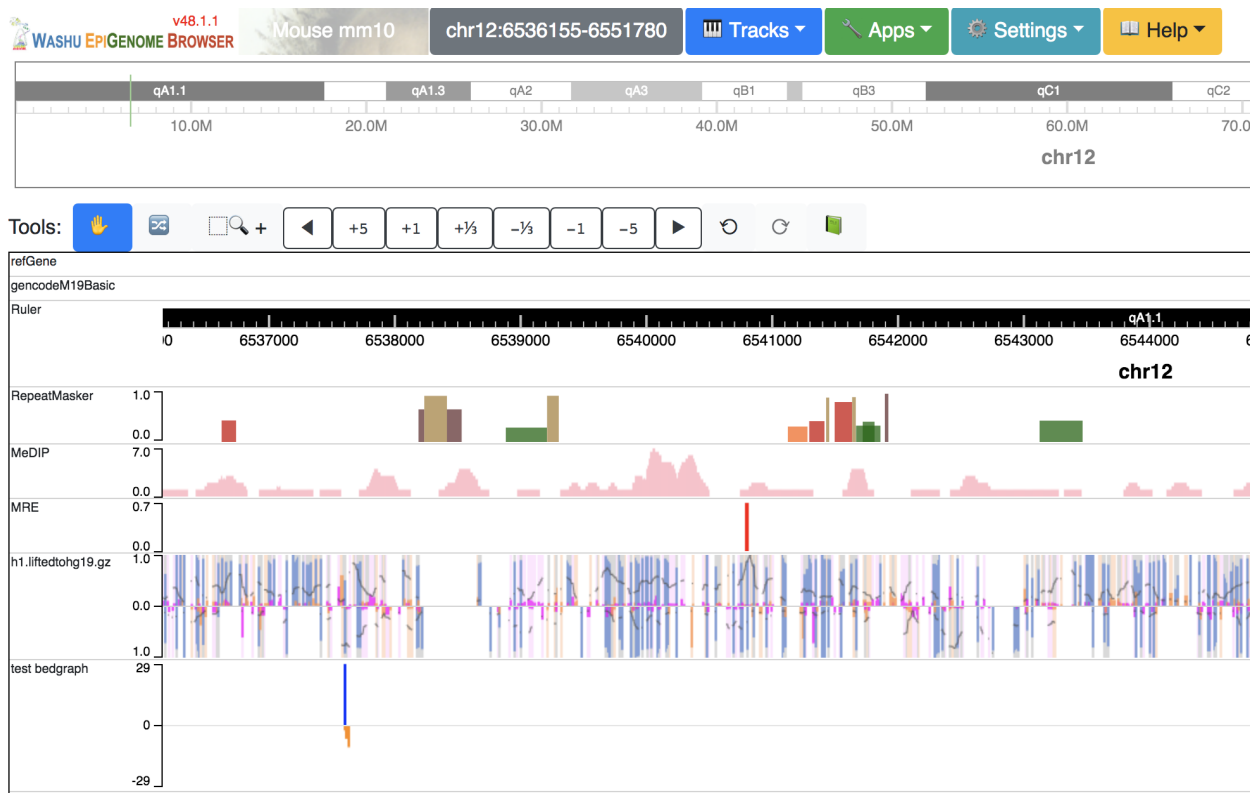 v48.1.1
WASHU EPIGENOME BROWSER
Mouse mm10
chr12:6536155-6551780
Tracks
Apps
Settings
Help
qA1.1 qA1.3 qA2 qA3 qB1 qB3 qC1 qC2
10.0M 20.0M 30.0M 40.0M 50.0M 60.0M 70.0
chr12
Tools: + +5 +1 +⅓ -⅓ -1 -5
refGene
gencodeM19Basic
Ruler
qA1.1
6537000 6538000 6539000 6540000 6541000 6542000 6543000 6544000
chr12
RepeatMasker 1.0
0.0
MeDIP 7.0
0.0
MRE 0.7
0.0
h1.liftedtohg19.gz 1.0
0.0
1.0
test bedgraph 29
0
-29